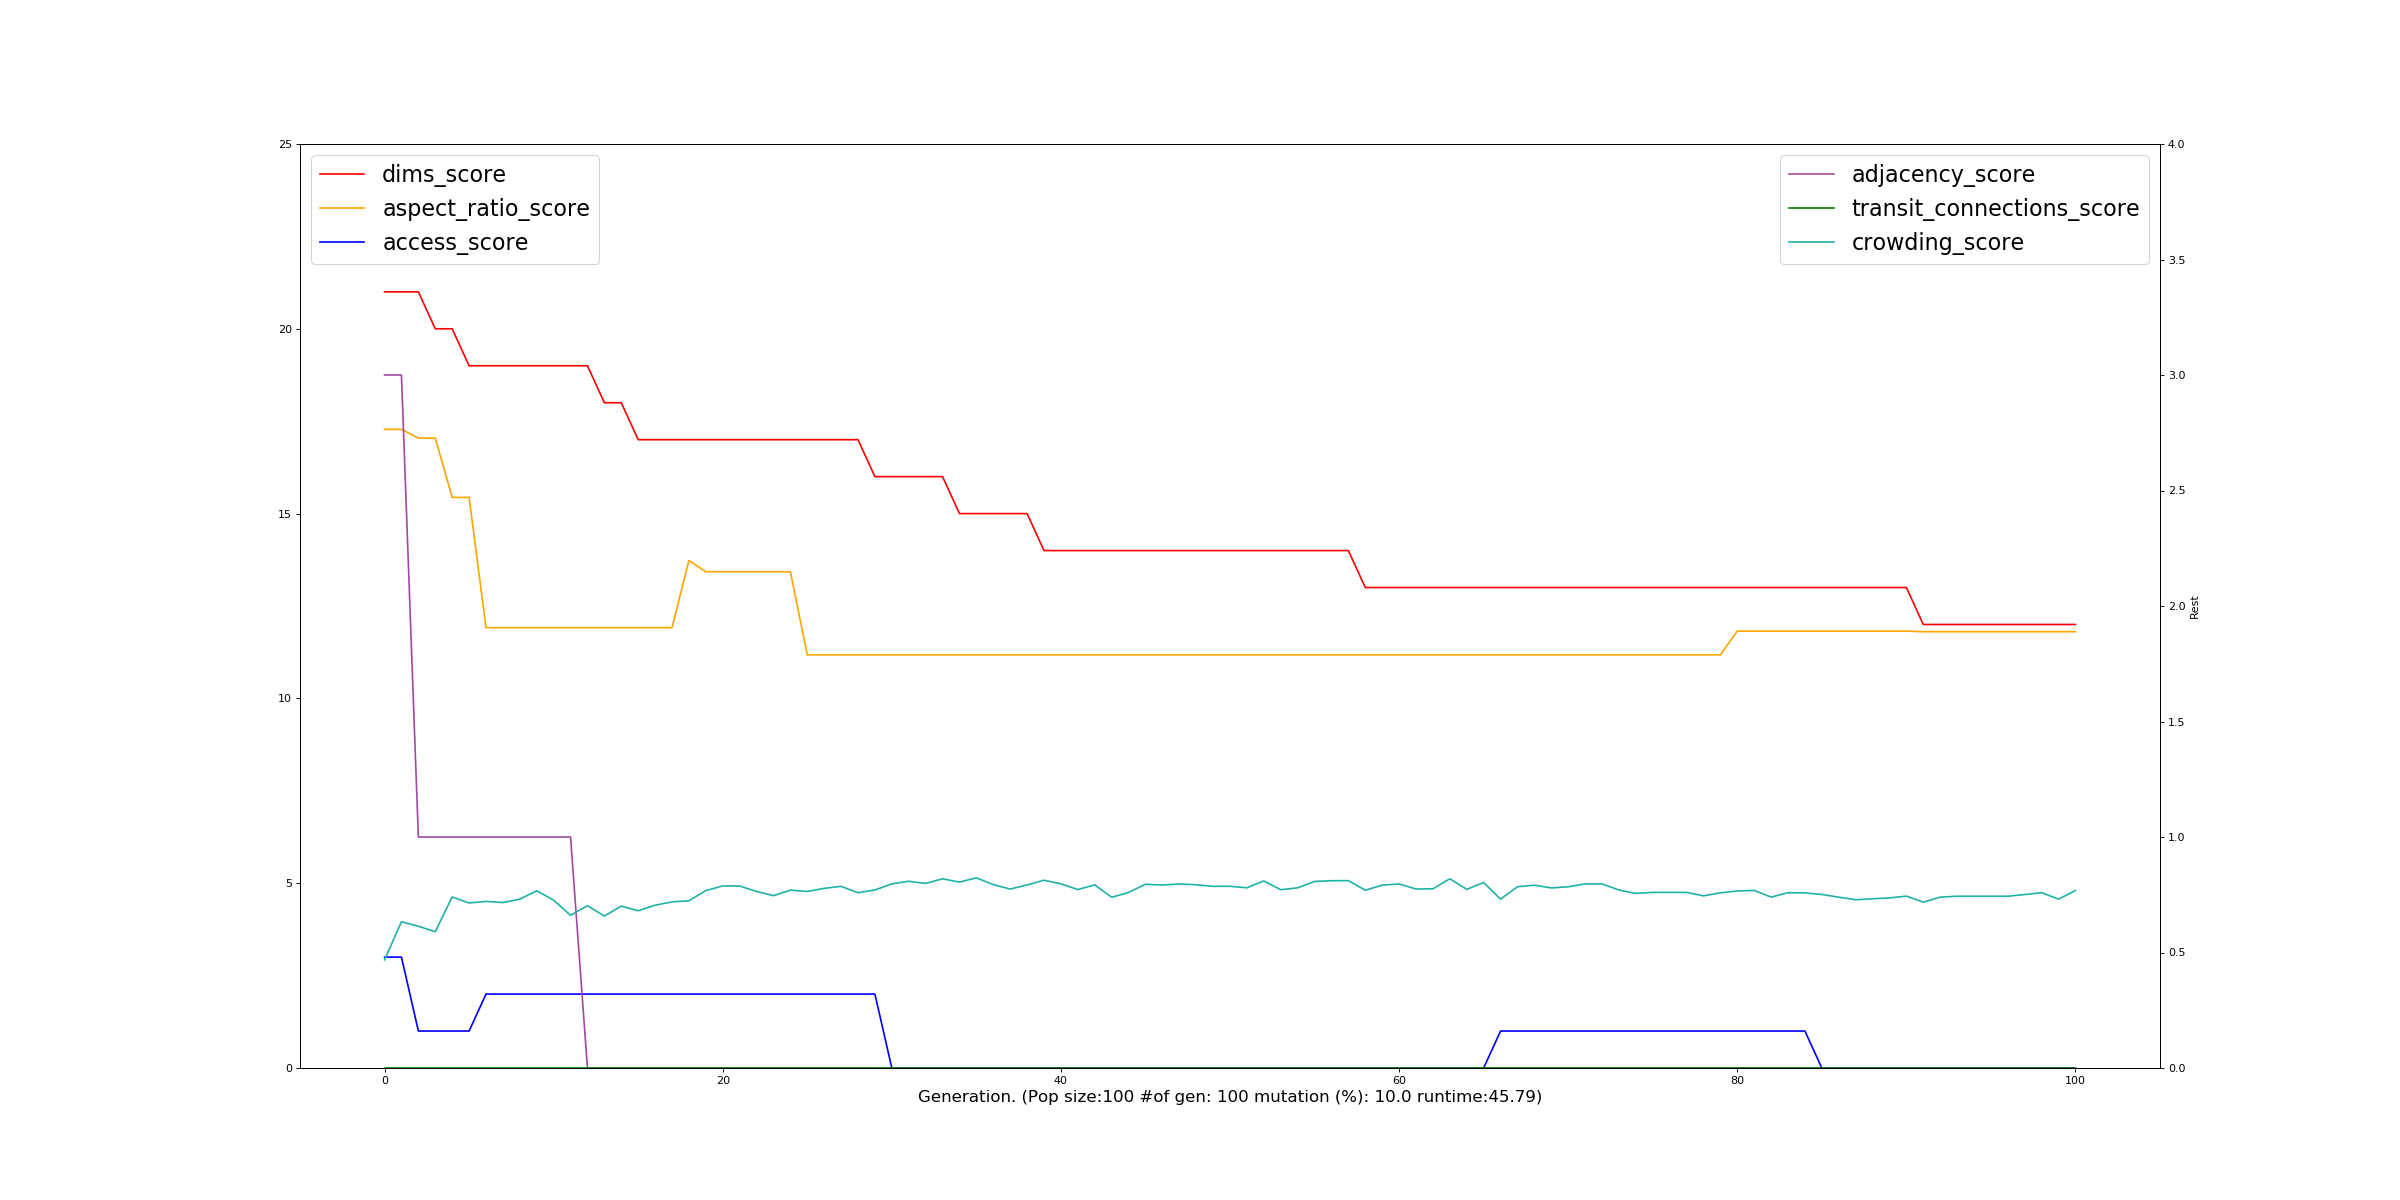 dims_score
aspect_ratio_score
access_score
adjacency_score
transit_connections_score
crowding_score
25
20
15
10
5
0
4.0
3.5
3.0
2.5
2.0
1.5
1.0
0.5
0.0
Rest
0 20 40 60 80 100
Generation. (Pop size:100 #of gen: 100 mutation (%): 10.0 runtime:45.79)